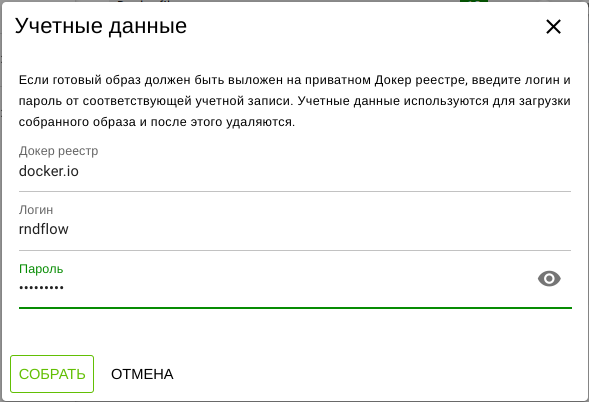 Учетные данные
Если готовый образ должен быть выложен на приватном Докер реестре, введите логин и
пароль от соответствующей учетной записи. Учетные данные используются для загрузки
собранного образа и после этого удаляются.
Докер реестр
docker.io
Логин
rndflow
Пароль
•••••••••
СОБРАТЬ ОТМЕНА